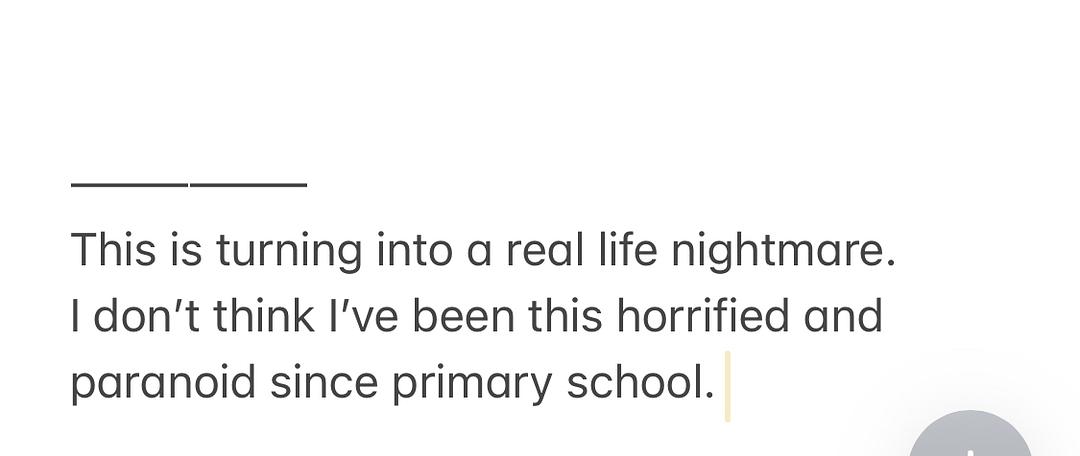 This is turning into a real life nightmare.
I don’t think I’ve been this horrified and
paranoid since primary school.